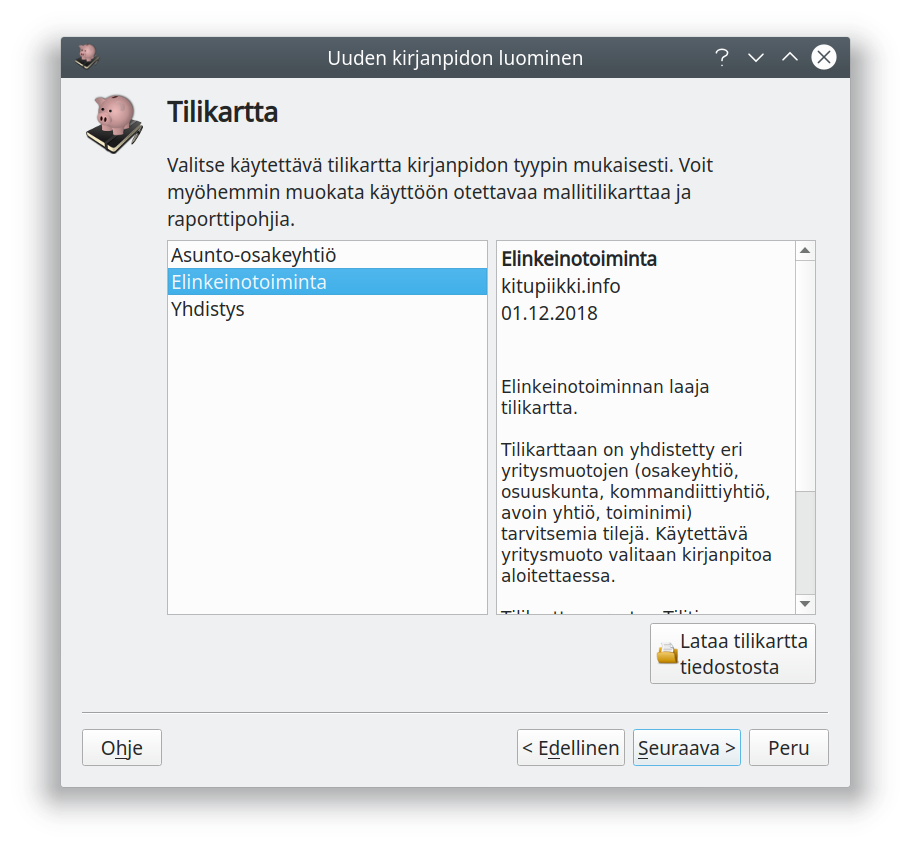 Uuden kirjanpidon luominen
Tilikartta
Valitse käytettävä tilikartta kirjanpidon tyypin mukaisesti. Voit
myöhemmin muokata käyttöön otettavaa mallitilikarttaa ja
raporttipohjia.
Asunto-osakeyhtiö
Elinkeinotoiminta
Yhdistys
Elinkeinotoiminta
kitupiikki.info
01.12.2018
Elinkeinotoiminnan laaja
tilikartta.
Tilikarttaan on yhdistetty eri
yritysmuotojen (osakeyhtiö,
osuuskunta, kommandiittiyhtiö,
avoin yhtiö, toiminimi)
tarvitsemia tilejä. Käytettävä
yritysmuoto valitaan kirjanpitoa
aloitettaessa.
Lataa tilikartta
tiedostosta
Ohje
< Edellinen
Seuraava >
Peru